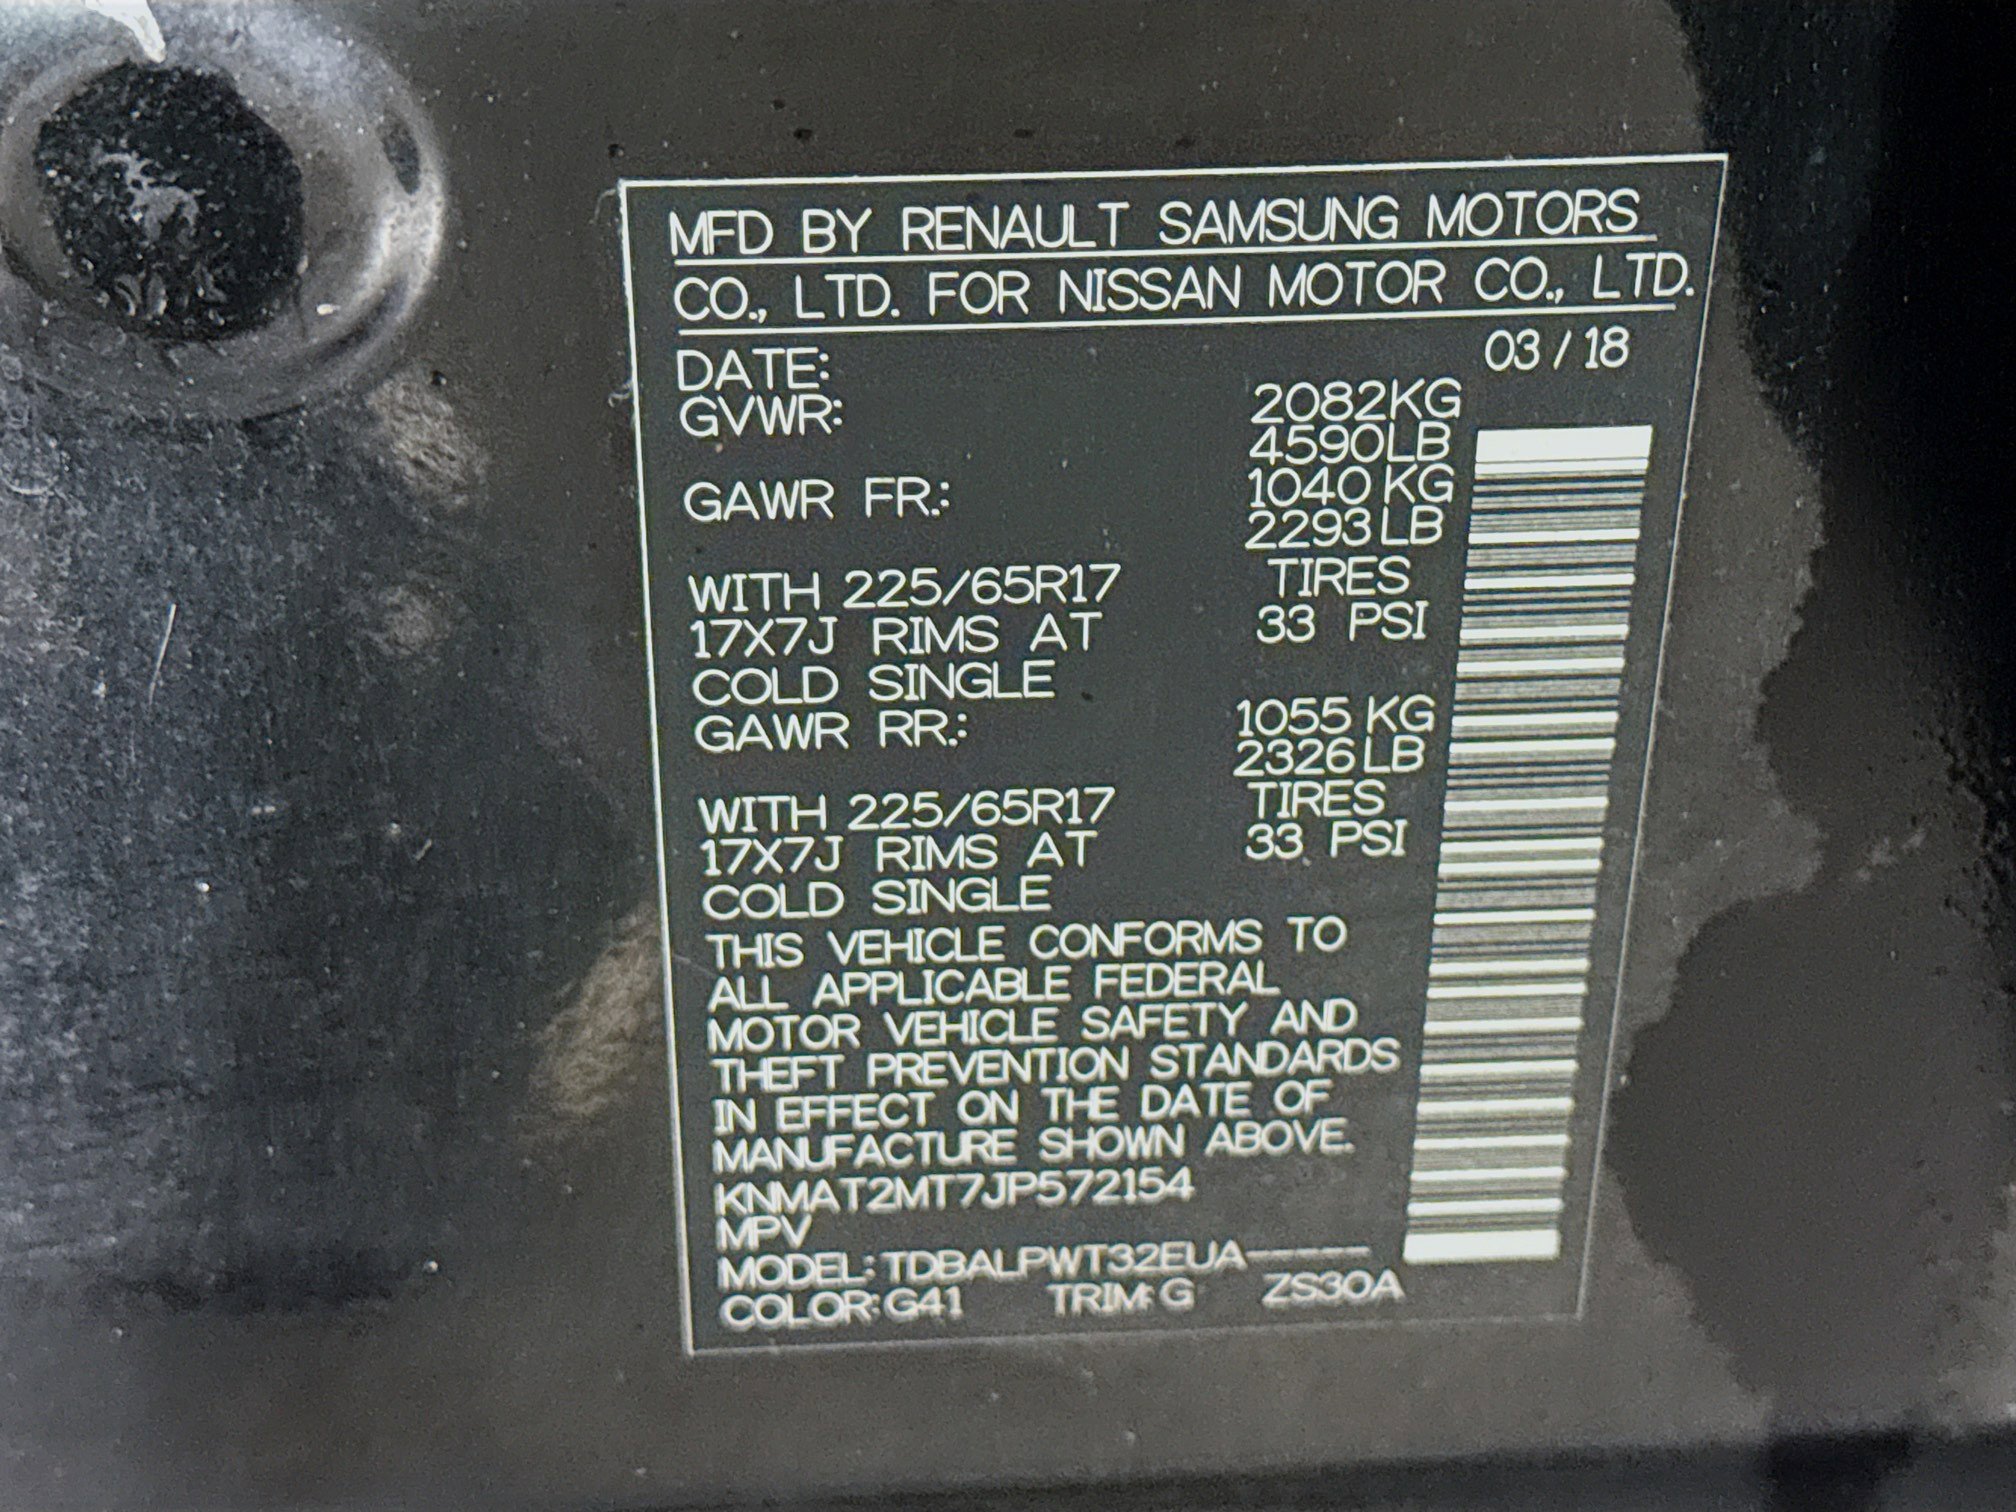 MFD BY RENAULT SAMSUNG MOTORS
CO., LTD. FOR NISSAN MOTOR CO., LTD.
DATE: 03 / 18
GVWR: 2082KG
4590LB
GAWR FR.: 1040 KG
2293LB
WITH 225/65R17 TIRES
17X7J RIMS AT 33 PSI
COLD SINGLE
GAWR RR.: 1055 KG
2326LB
WITH 225/65R17 TIRES
17X7J RIMS AT 33 PSI
COLD SINGLE
THIS VEHICLE CONFORMS TO
ALL APPLICABLE FEDERAL
MOTOR VEHICLE SAFETY AND
THEFT PREVENTION STANDARDS
IN EFFECT ON THE DATE OF
MANUFACTURE SHOWN ABOVE.
KNMAT2MT7JP572154
MPV
MODEL: TDBALPWT32EUA-----
COLOR: G41 TRIM: G ZS30A